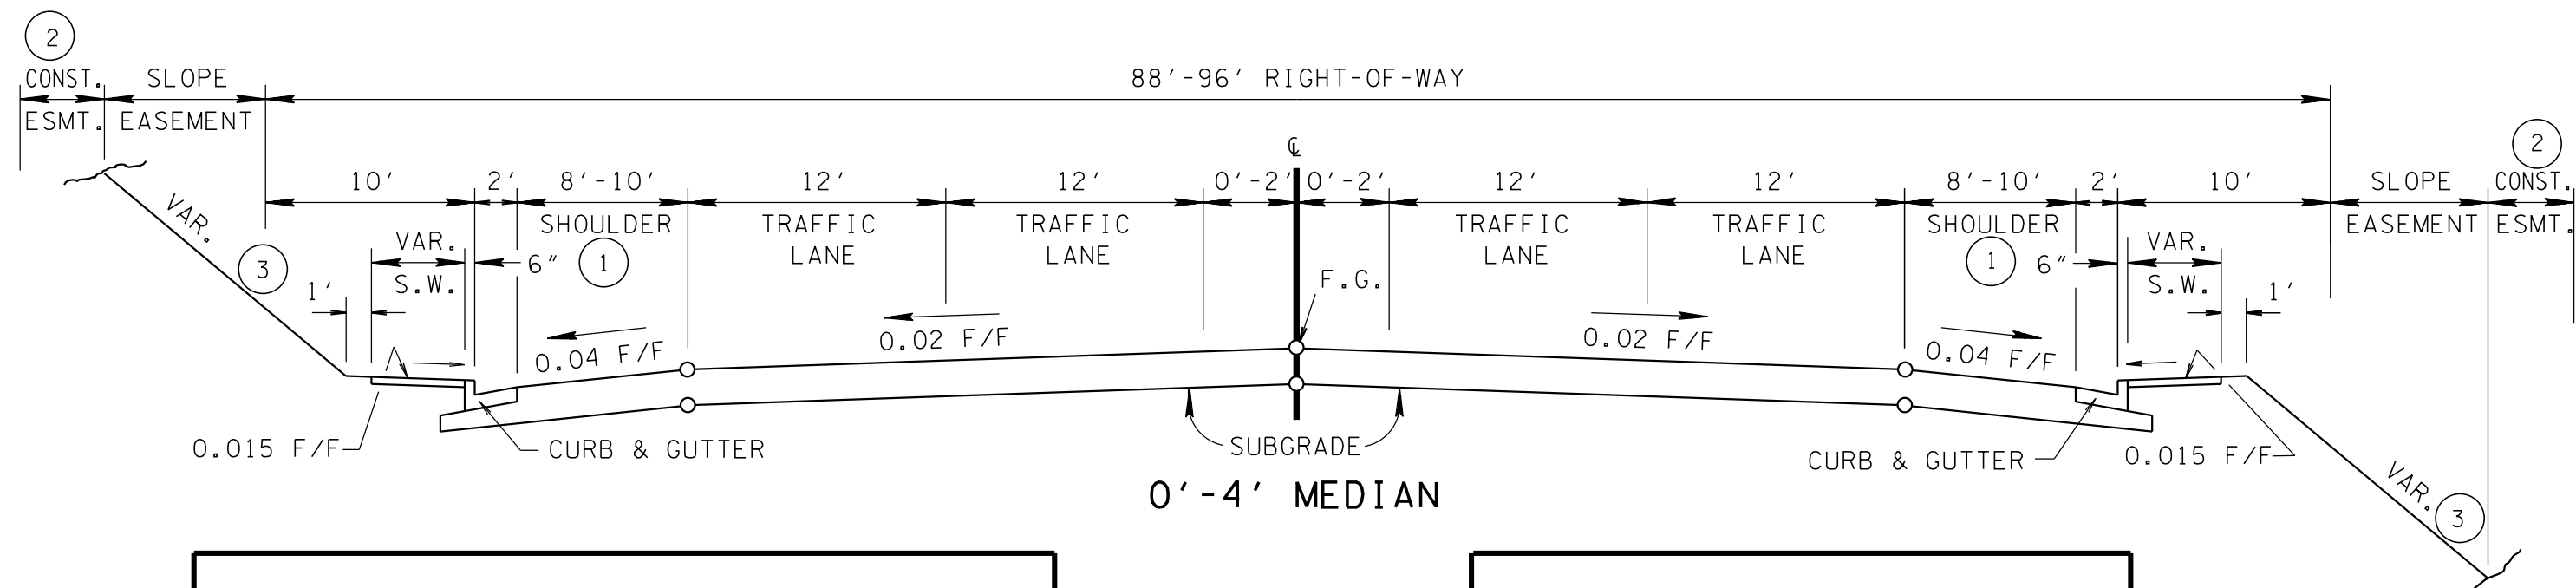 2
CONST. SLOPE
ESMT. EASEMENT
88'-96' RIGHT-OF-WAY
℄
2
10' 2' 8'-10' 12' 12' 0'-2' 0'-2' 12' 12' 8'-10' 2' 10' SLOPE CONST.
SHOULDER TRAFFIC LANE TRAFFIC LANE TRAFFIC LANE TRAFFIC LANE SHOULDER EASEMENT ESMT.
VAR. 3 VAR. 6" 1 F.G. 1 6" VAR.
1' S.W. S.W. 1'
0.04 F/F 0.02 F/F 0.02 F/F 0.04 F/F
0.015 F/F CURB & GUTTER SUBGRADE CURB & GUTTER 0.015 F/F
VAR. 3
0'-4' MEDIAN